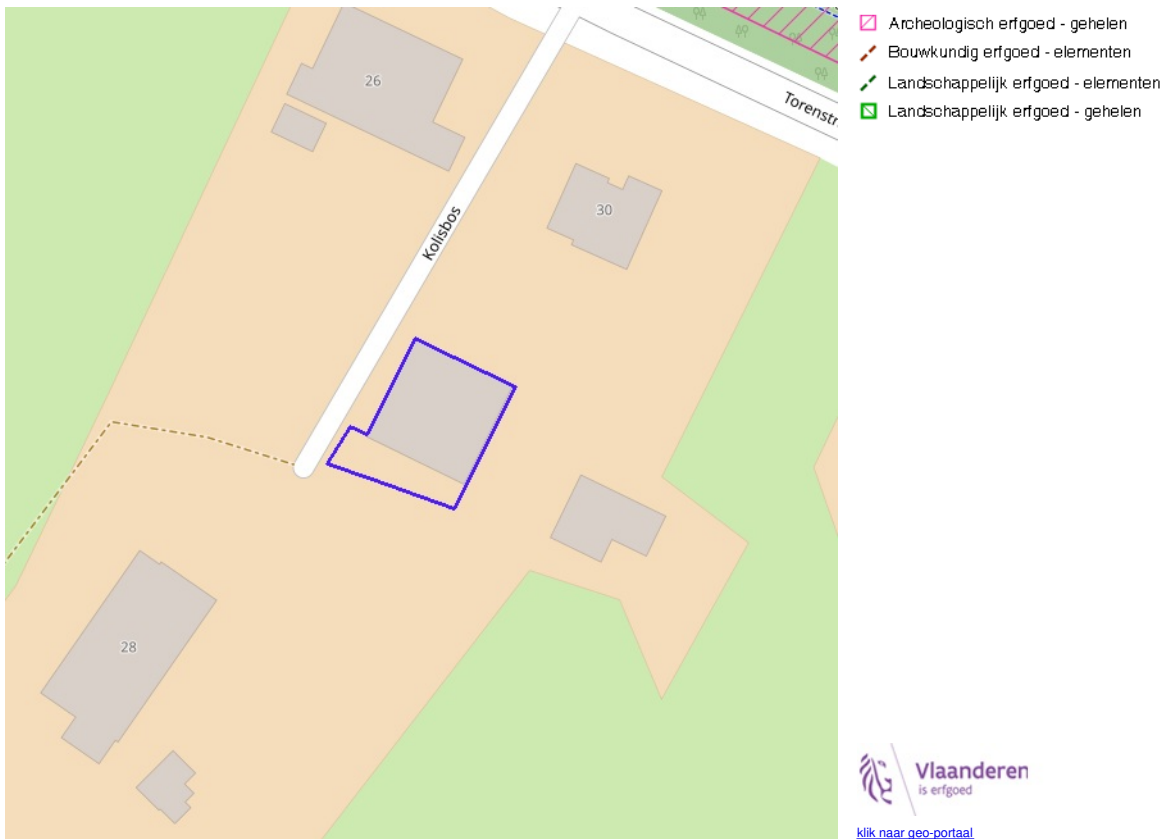 Archeologisch erfgoed - gehelen
Bouwkundig erfgoed - elementen
Landschappelijk erfgoed - elementen
Landschappelijk erfgoed - gehelen
26
Torenstr
30
Kolisbos
28
Vlaanderen
is erfgoed
klik naar geo-portaal